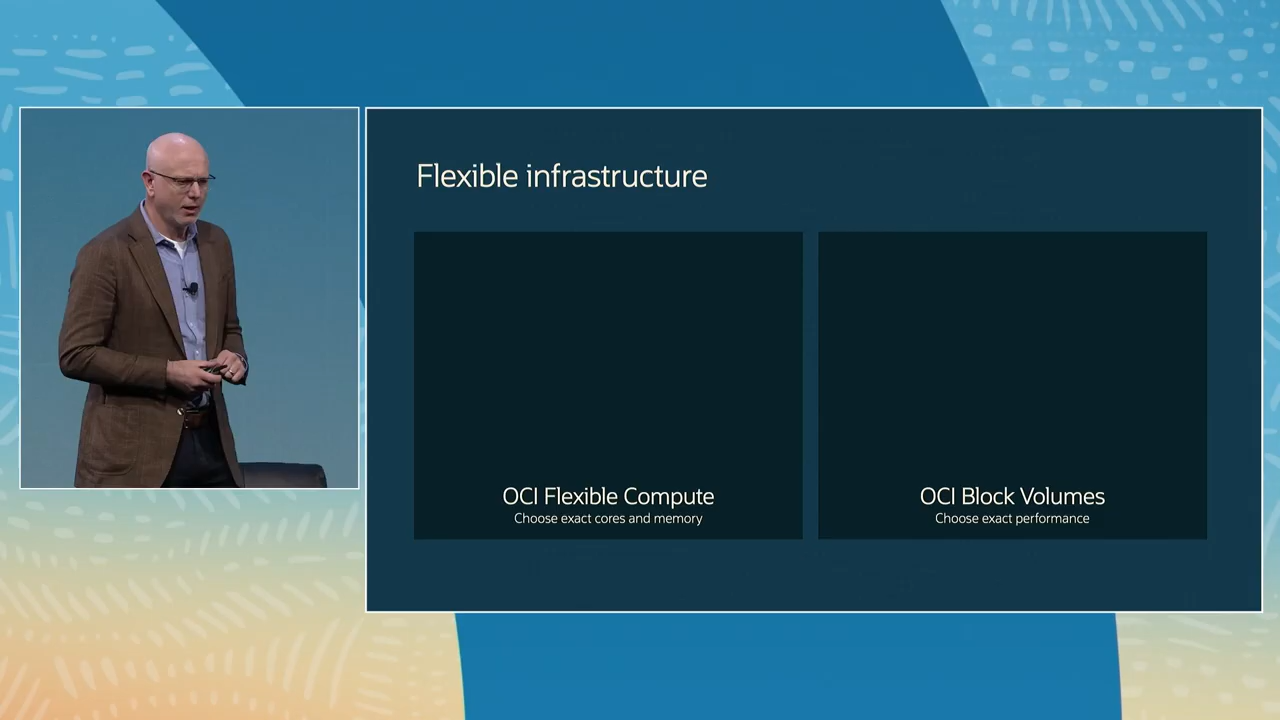 Flexible infrastructure
OCI Flexible Compute
Choose exact cores and memory
OCI Block Volumes
Choose exact performance